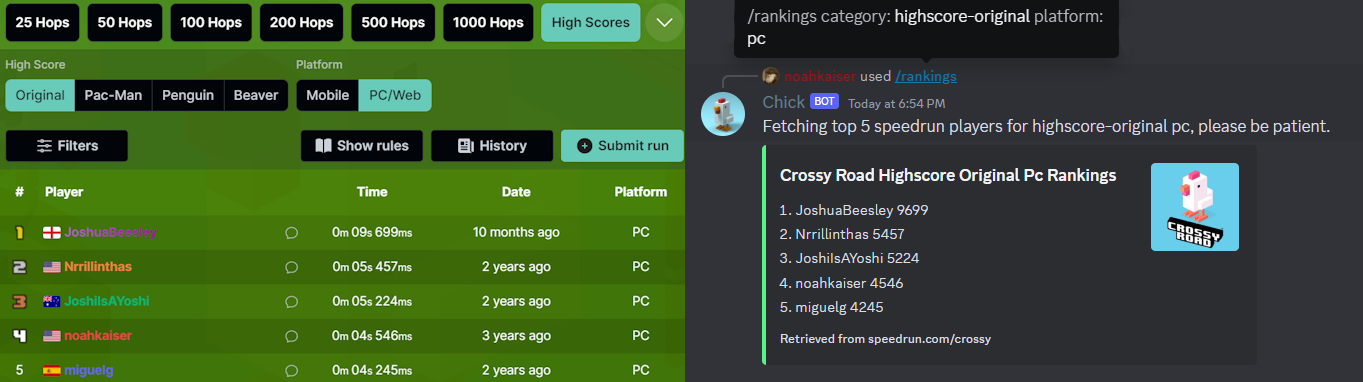 25 Hops 50 Hops 100 Hops 200 Hops 500 Hops 1000 Hops High Scores
High Score Platform
Original Pac-Man Penguin Beaver Mobile PC/Web
Filters Show rules History Submit run
# Player Time Date Platform
1 JoshuaBeesley 0m 09s 699ms 10 months ago PC
2 Nrrillinthas 0m 05s 457ms 2 years ago PC
3 JoshIsAYoshi 0m 05s 224ms 2 years ago PC
4 noahkaiser 0m 04s 546ms 3 years ago PC
5 miguelg 0m 04s 245ms 2 years ago PC
/rankings category: highscore-original platform:
pc
noahkaiser used /rankings
Chick BOT Today at 6:54 PM
Fetching top 5 speedrun players for highscore-original pc, please be patient.
Crossy Road Highscore Original Pc Rankings
1. JoshuaBeesley 9699
2. Nrrillinthas 5457
3. JoshIsAYoshi 5224
4. noahkaiser 4546
5. miguelg 4245
Retrieved from speedrun.com/crossy
CROSSY
ROAD